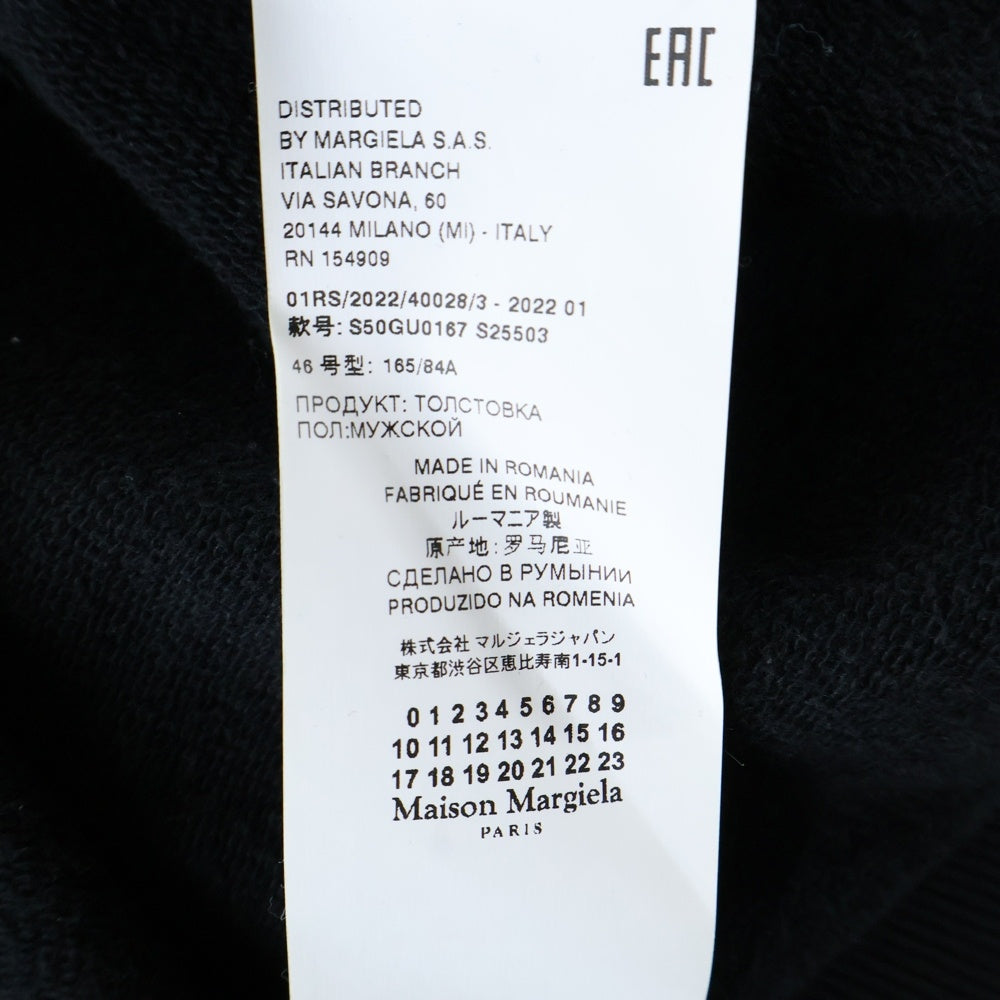 EAC
DISTRIBUTED
BY MARGIELA S.A.S.
ITALIAN BRANCH
VIA SAVONA, 60
20144 MILANO (MI) - ITALY
RN 154909
01RS/2022/40028/3 - 2022 01
款号: S50GU0167 S25503
46 号型: 165/84A
ПРОДУКТ: ТОЛСТОВКА
ПОЛ:МУЖСКОЙ
MADE IN ROMANIA
FABRIQUÉ EN ROUMANIE
ルーマニア製
原产地: 罗马尼亚
СДЕЛАНО В РУМЫНИИ
PRODUZIDO NA ROMENIA
株式会社 マルジェラジャパン
東京都渋谷区恵比寿南1-15-1
0 1 2 3 4 5 6 7 8 9
10 11 12 13 14 15 16
17 18 19 20 21 22 23
Maison Margiela
PARIS